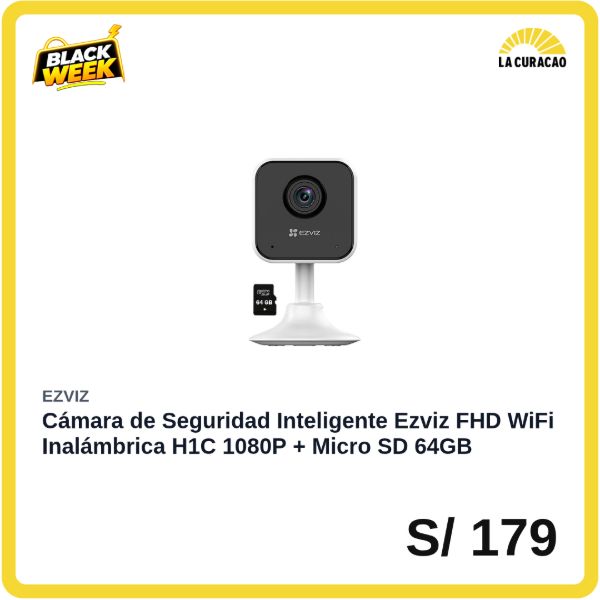 BLACK
WEEK
LA CURACAO
EZVIZ
64 GB
EZVIZ
Cámara de Seguridad Inteligente Ezviz FHD WiFi
Inalámbrica H1C 1080P + Micro SD 64GB
S/ 179